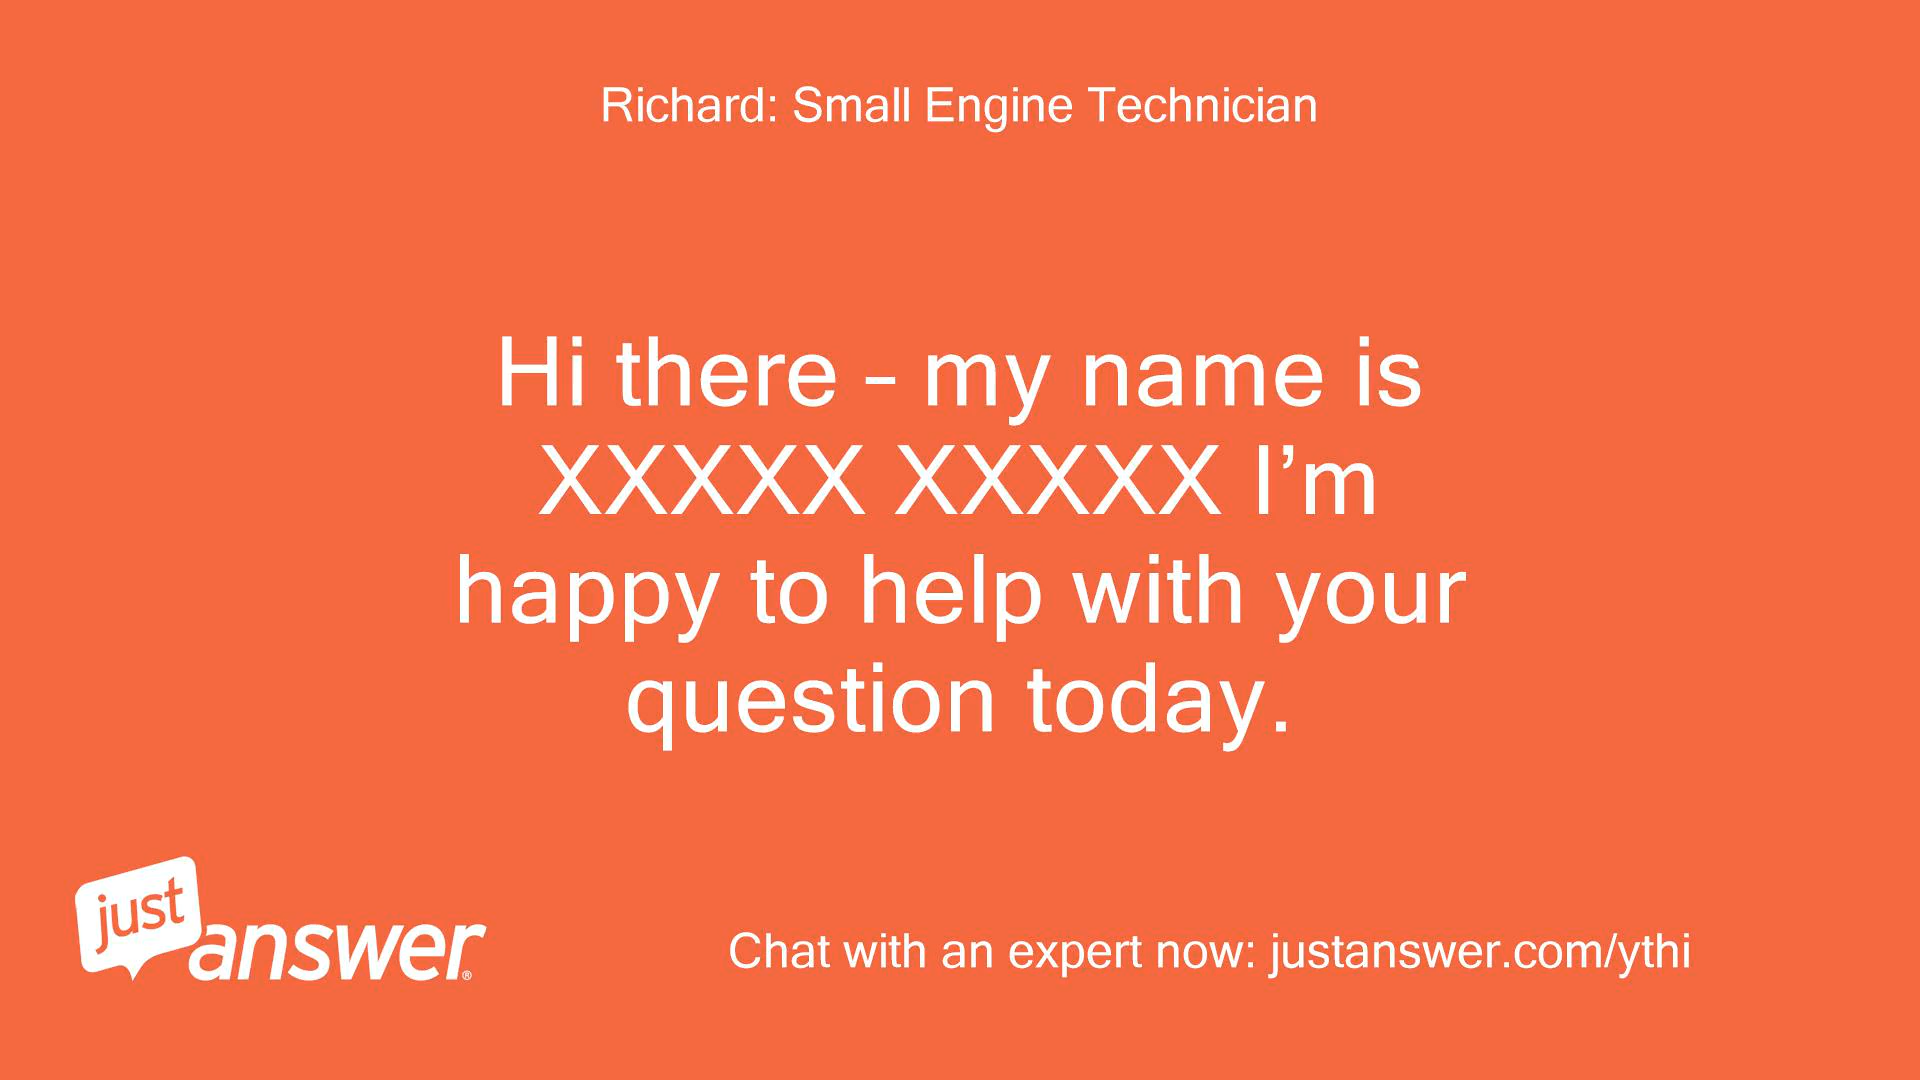 Richard: Small Engine Technician
Hi there – my name is
XXXXX XXXXX I’m
happy to help with your
question today.
just
answer®
Chat with an expert now: justanswer.com/ythi